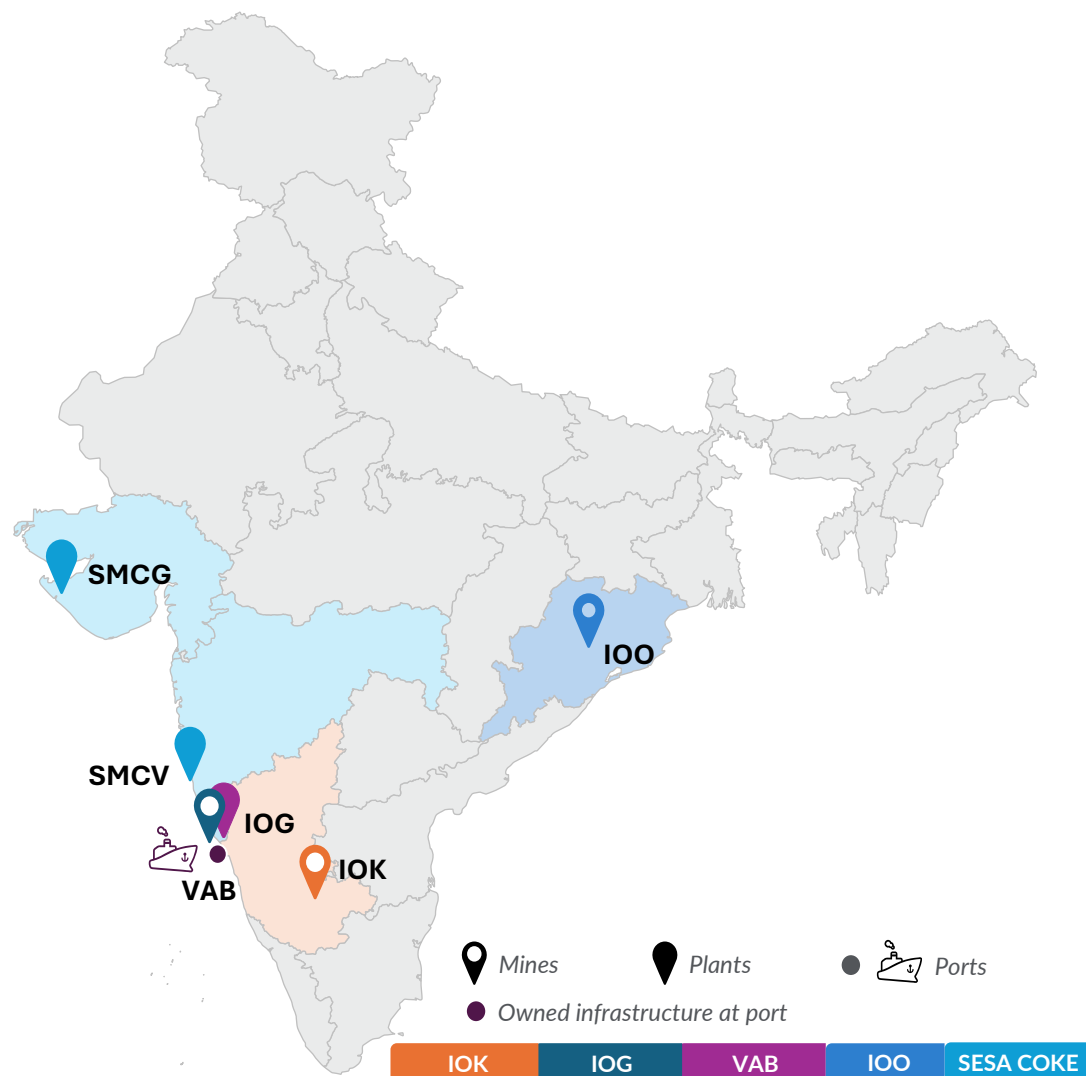 SMCG
IOO
SMCV
IOG
IOK
VAB
Mines
Plants
Ports
Owned infrastructure at port
IOK
IOG
VAB
IOO
SESA COKE